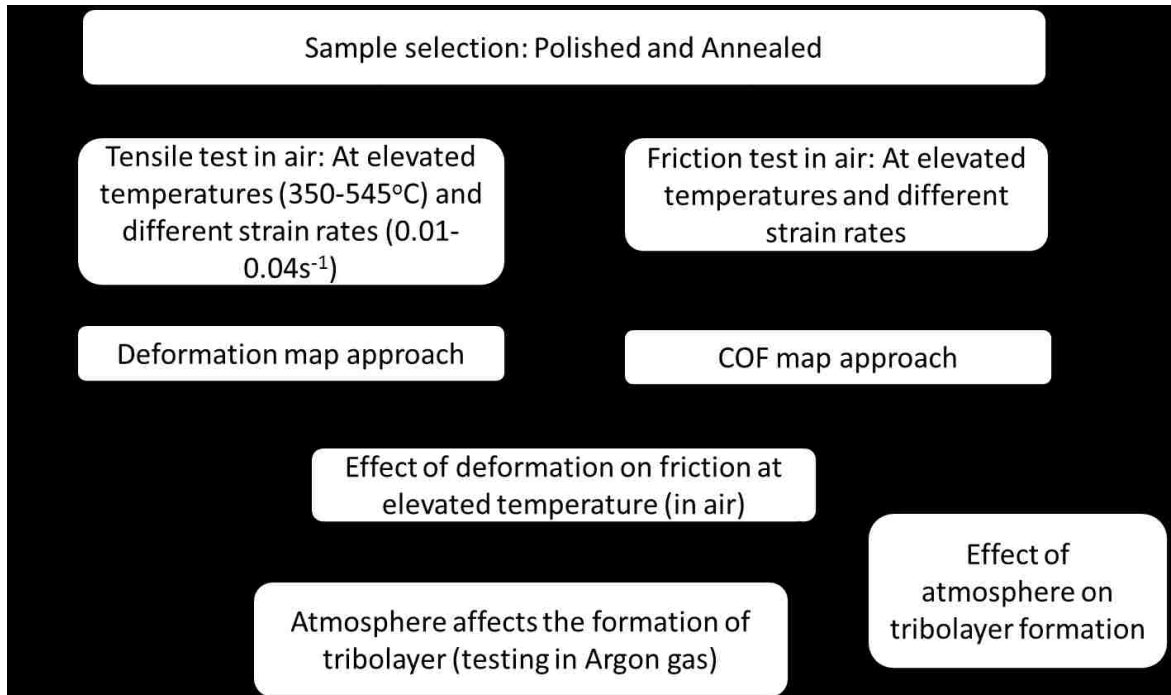 Sample selection: Polished and Annealed
Tensile test in air: At elevated
temperatures (350-545ºC) and
different strain rates (0.01-
0.04s⁻¹)
Friction test in air: At elevated
temperatures and different
strain rates
Deformation map approach
COF map approach
Effect of deformation on friction at
elevated temperature (in air)
Effect of
atmosphere on
tribolayer formation
Atmosphere affects the formation of
tribolayer (testing in Argon gas)